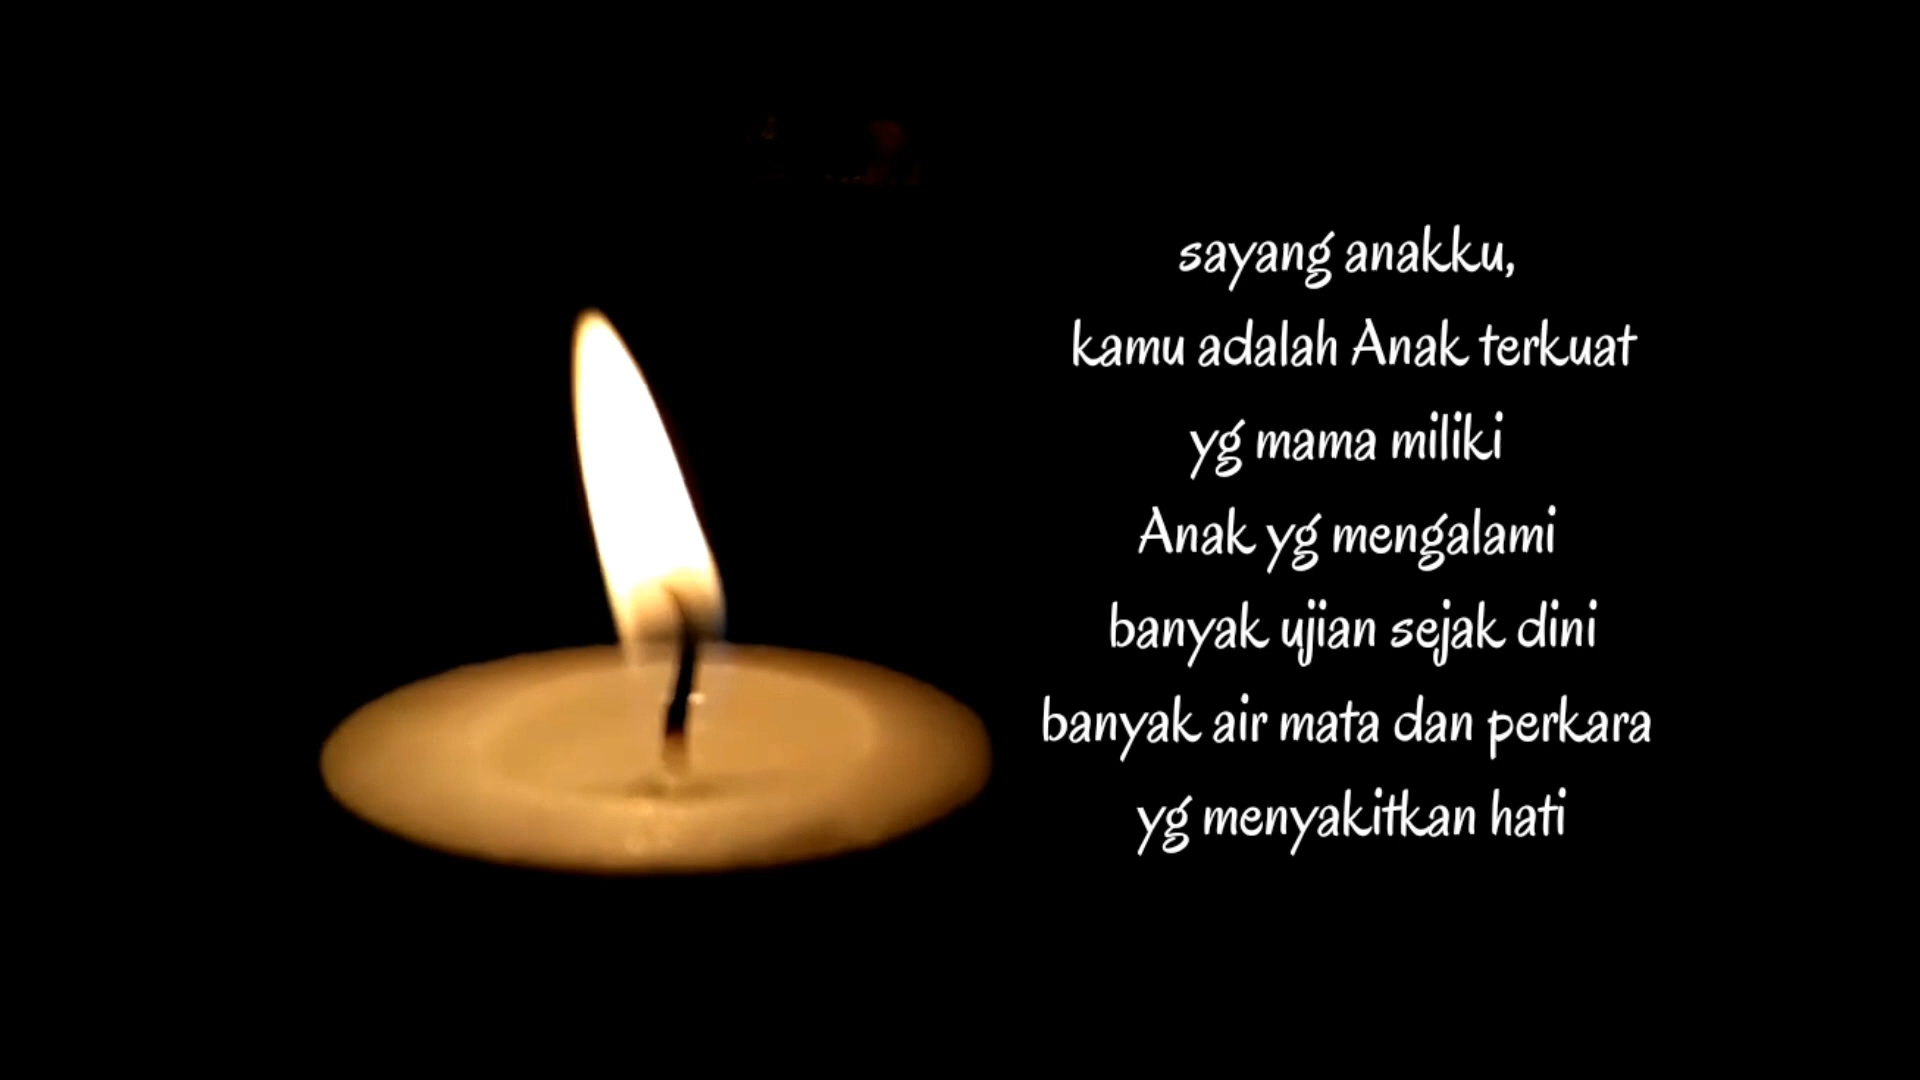 sayang anakku,
kamu adalah Anak terkuat
yg mama miliki
Anak yg mengalami
banyak ujian sejak dini
banyak air mata dan perkara
yg menyakitkan hati